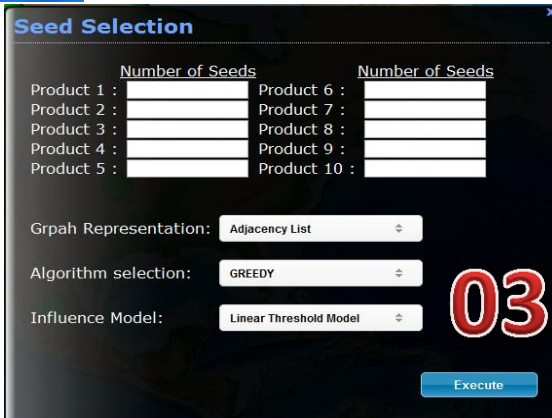 Seed Selection
Number of Seeds Number of Seeds
Product 1 : Product 6 :
Product 2 : Product 7 :
Product 3 : Product 8 :
Product 4 : Product 9 :
Product 5 : Product 10 :
Grpah Representation: Adjacency List
Algorithm selection: GREEDY
Influence Model: Linear Threshold Model
03
Execute